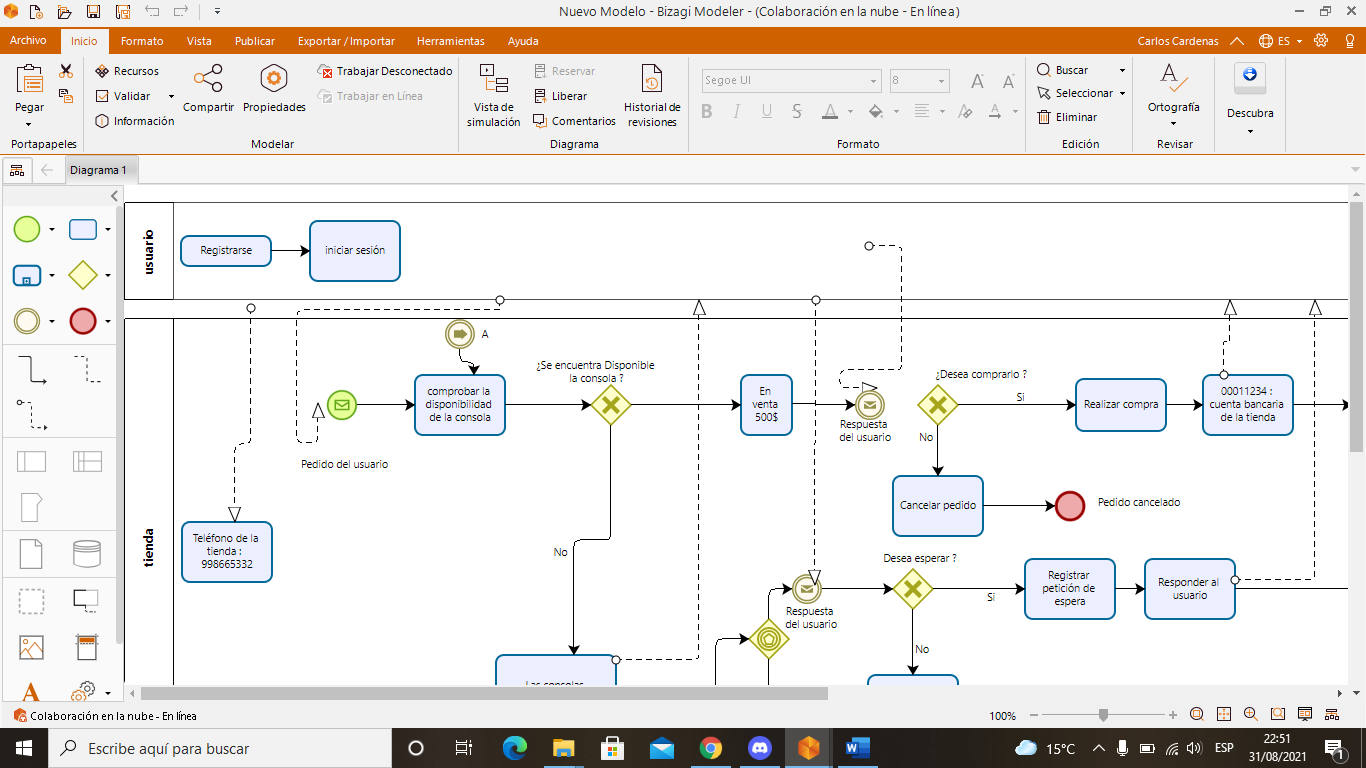 Nuevo Modelo - Bizagi Modeler - (Colaboración en la nube - En línea)
Archivo
Inicio
Formato
Vista
Publicar
Exportar / Importar
Herramientas
Ayuda
Carlos Cardenas
ES
Pegar
Portapapeles
Recursos
Validar
Información
Compartir
Propiedades
Trabajar Desconectado
Trabajar en Línea
Modelar
Vista de
simulación
Reservar
Liberar
Comentarios
Historial de
revisiones
Diagrama
Segoe UI
8
B I U S A
Formato
Buscar
Seleccionar
Eliminar
Edición
Ortografía
Revisar
Descubra
Diagrama 1
usuario
Registrarse
iniciar sesión
tienda
A
¿Se encuentra Disponible
la consola ?
comprobar la
disponibilidad
de la consola
Pedido del usuario
En
venta
500$
Respuesta
del usuario
¿Desea comprarlo ?
Si
No
Realizar compra
00011234 :
cuenta bancaria
de la tienda
Cancelar pedido
Pedido cancelado
Teléfono de la
tienda :
998665332
No
Desea esperar ?
Respuesta
del usuario
Si
Registrar
petición de
espera
Responder al
usuario
No
Las consolas
Colaboración en la nube - En línea
100%
Escribe aquí para buscar
15°C
ESP
22:51
31/08/2021
1